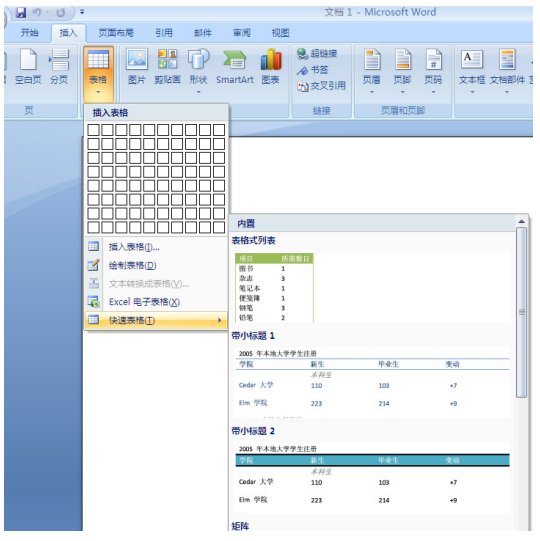 文档 1 - Microsoft Word
开始 插入 页面布局 引用 邮件 审阅 视图
空白页 分页 表格 图片 剪贴画 形状 SmartArt 图表 超链接 书签 交叉引用 页眉 页脚 页码 文本框 文档部件
页 链接 页眉和页脚
插入表格
插入表格(I)...
绘制表格(D)
文本转换成表格(V)...
Excel 电子表格(X)
快速表格(T)
内置
表格式列表
项目 所需数目
图书 1
杂志 3
笔记本 1
便笺簿 1
钢笔 3
铅笔 2
带小标题 1
2005 年本地大学学生注册
学院 新生 毕业生 变动
本科生
Cedar 大学 110 103 +7
Elm 学院 223 214 +9
带小标题 2
2005 年本地大学学生注册
学院 新生 毕业生 变动
本科生
Cedar 大学 110 103 +7
Elm 学院 223 214 +9
矩阵